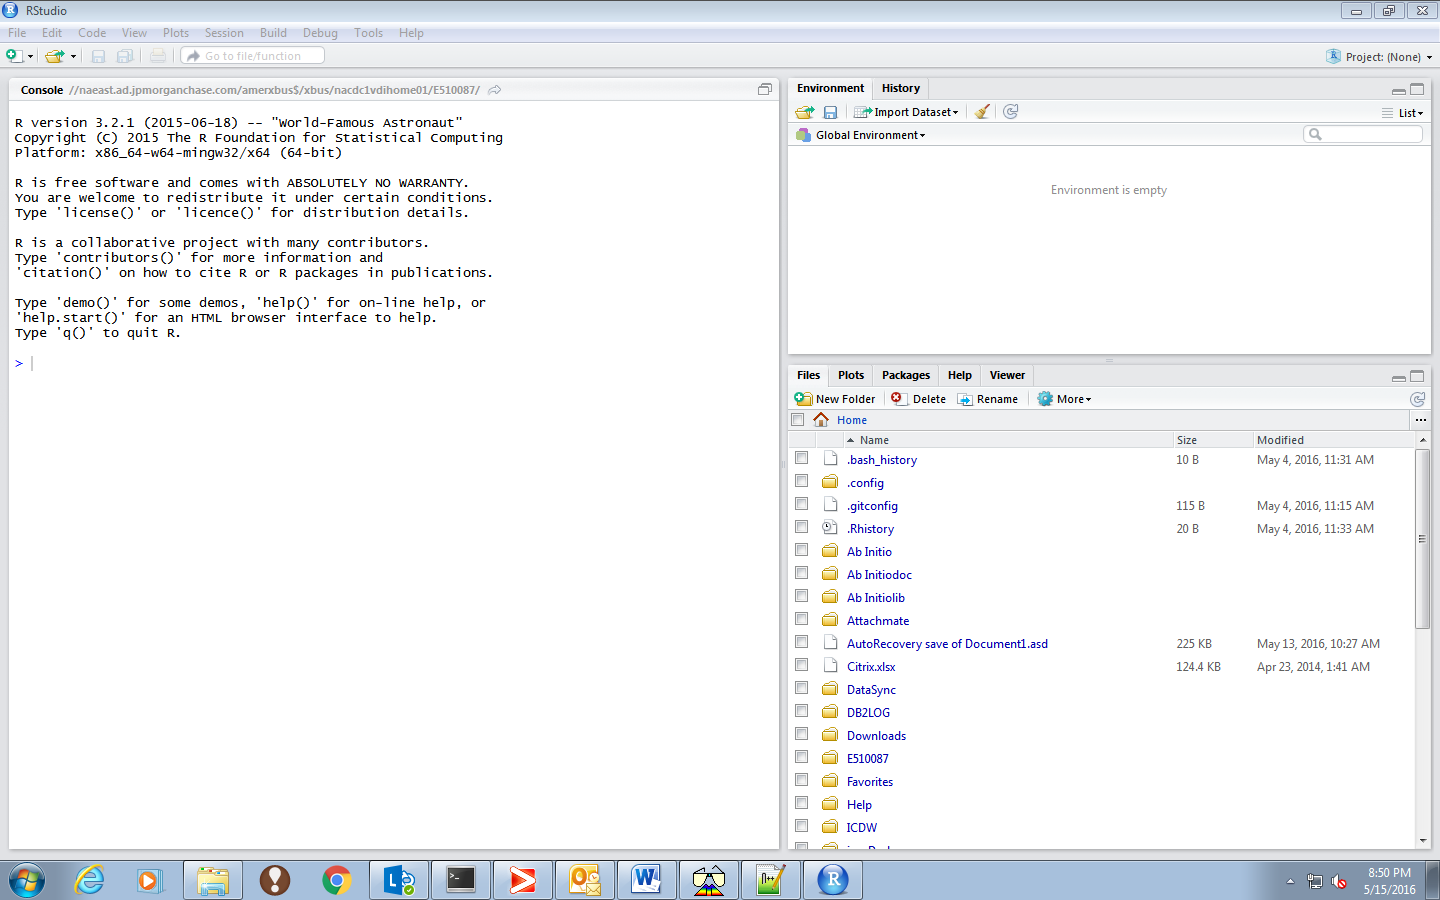 RStudio
File Edit Code View Plots Session Build Debug Tools Help
Go to file/function
Project: (None)
Console //naeast.ad.jpmorganchase.com/amerxbus$/xbus/nacdc1vdihome01/E510087/
R version 3.2.1 (2015-06-18) -- "World-Famous Astronaut"
Copyright (C) 2015 The R Foundation for Statistical Computing
Platform: x86_64-w64-mingw32/x64 (64-bit)
R is free software and comes with ABSOLUTELY NO WARRANTY.
You are welcome to redistribute it under certain conditions.
Type 'license()' or 'licence()' for distribution details.
R is a collaborative project with many contributors.
Type 'contributors()' for more information and
'citation()' on how to cite R or R packages in publications.
Type 'demo()' for some demos, 'help()' for on-line help, or
'help.start()' for an HTML browser interface to help.
Type 'q()' to quit R.
>
Environment History
Import Dataset List
Global Environment
Environment is empty
Files Plots Packages Help Viewer
New Folder Delete Rename More
Home ...
Name Size Modified
.bash_history 10 B May 4, 2016, 11:31 AM
.config
.gitconfig 115 B May 4, 2016, 11:15 AM
.Rhistory 20 B May 4, 2016, 11:33 AM
Ab Initio
Ab Initiodoc
Ab Initiolib
Attachmate
AutoRecovery save of Document1.asd 225 KB May 13, 2016, 10:27 AM
Citrix.xlsx 124.4 KB Apr 23, 2014, 1:41 AM
DataSync
DB2LOG
Downloads
E510087
Favorites
Help
ICDW
8:50 PM
5/15/2016